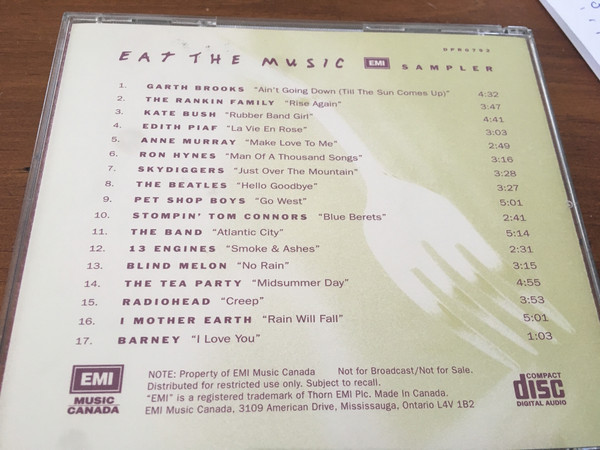 EAT THE MUSIC EMI SAMPLER
DPRO793
1. GARTH BROOKS "Ain't Going Down (Till The Sun Comes Up)" 4:32
2. THE RANKIN FAMILY "Rise Again" 3:47
3. KATE BUSH "Rubber Band Girl" 4:41
4. EDITH PIAF "La Vie En Rose" 3:03
5. ANNE MURRAY "Make Love To Me" 2:49
6. RON HYNES "Man Of A Thousand Songs" 3:16
7. SKYDIGGERS "Just Over The Mountain" 3:28
8. THE BEATLES "Hello Goodbye" 3:27
9. PET SHOP BOYS "Go West" 5:01
10. STOMPIN' TOM CONNORS "Blue Berets" 2:41
11. THE BAND "Atlantic City" 5:14
12. 13 ENGINES "Smoke & Ashes" 2:31
13. BLIND MELON "No Rain" 3:15
14. THE TEA PARTY "Midsummer Day" 4:55
15. RADIOHEAD "Creep" 3:53
16. I MOTHER EARTH "Rain Will Fall" 5:01
17. BARNEY "I Love You" 1:03
EMI
MUSIC
CANADA
NOTE: Property of EMI Music Canada Not for Broadcast/Not for Sale.
Distributed for restricted use only. Subject to recall.
"EMI" is a registered trademark of Thorn EMI Plc. Made In Canada.
EMI Music Canada, 3109 American Drive, Mississauga, Ontario L4V 1B2
COMPACT
disc
DIGITAL AUDIO